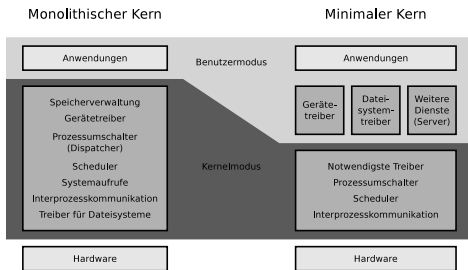 Monolithischer Kern
Minimaler Kern
Anwendungen
Benutzermodus
Anwendungen
Speicherverwaltung
Gerätetreiber
Prozessumschalter
(Dispatcher)
Scheduler
Systemaufrufe
Interprozesskommunikation
Treiber für Dateisysteme
Geräte-
treiber
Datei-
system-
treiber
Weitere
Dienste
(Server)
Kernelmodus
Notwendigste Treiber
Prozessumschalter
Scheduler
Interprozesskommunikation
Hardware
Hardware